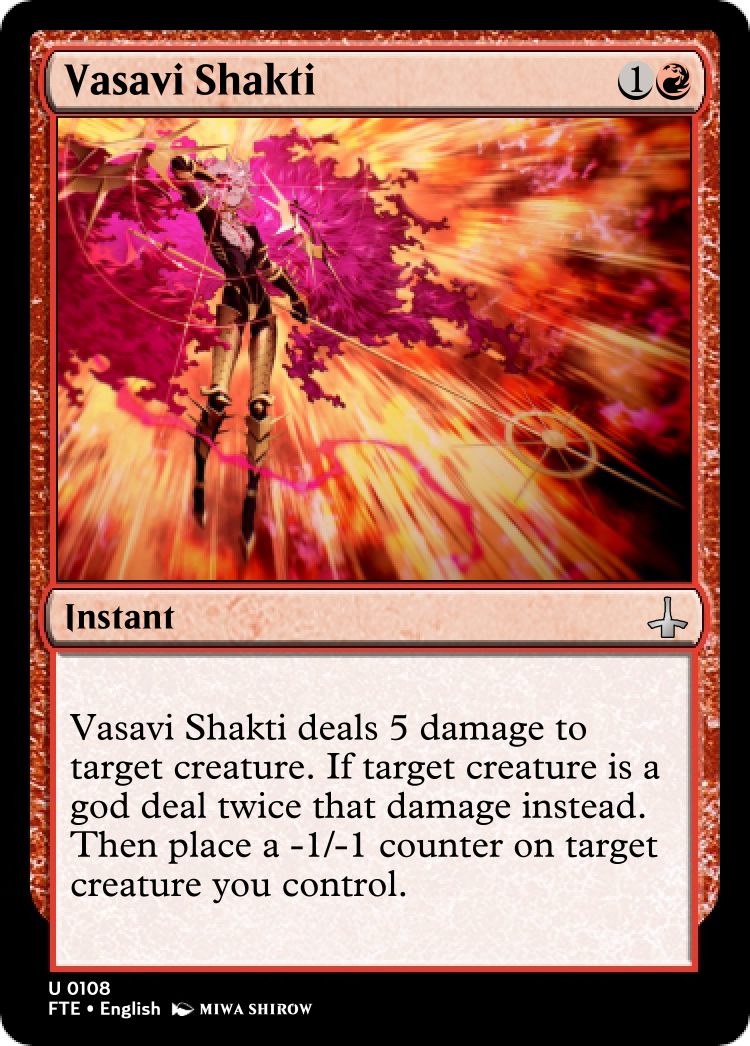 Vasavi Shakti
1
Instant
Vasavi Shakti deals 5 damage to
target creature. If target creature is a
god deal twice that damage instead.
Then place a -1/-1 counter on target
creature you control.
U 0108
FTE • English MIWA SHIROW